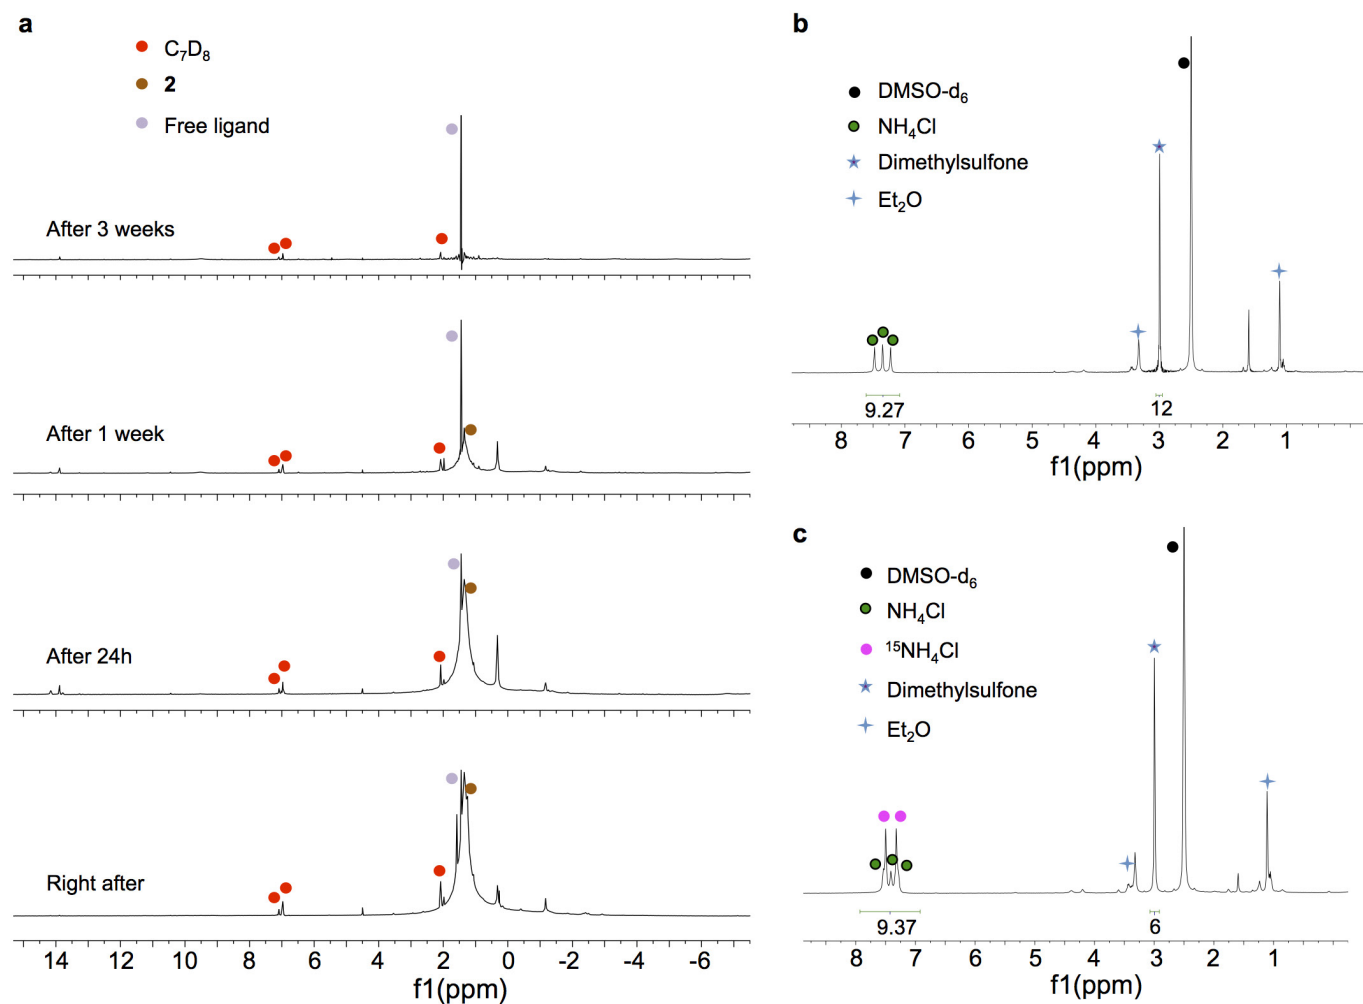 a
C7D8
2
Free ligand
After 3 weeks
After 1 week
After 24h
Right after
14 12 10 8 6 4 2 0 -2 -4 -6
f1(ppm)
b
DMSO-d6
NH4Cl
Dimethylsulfone
Et2O
9.27 12
8 7 6 5 4 3 2 1
f1(ppm)
c
DMSO-d6
NH4Cl
15NH4Cl
Dimethylsulfone
Et2O
9.37 6
8 7 6 5 4 3 2 1
f1(ppm)